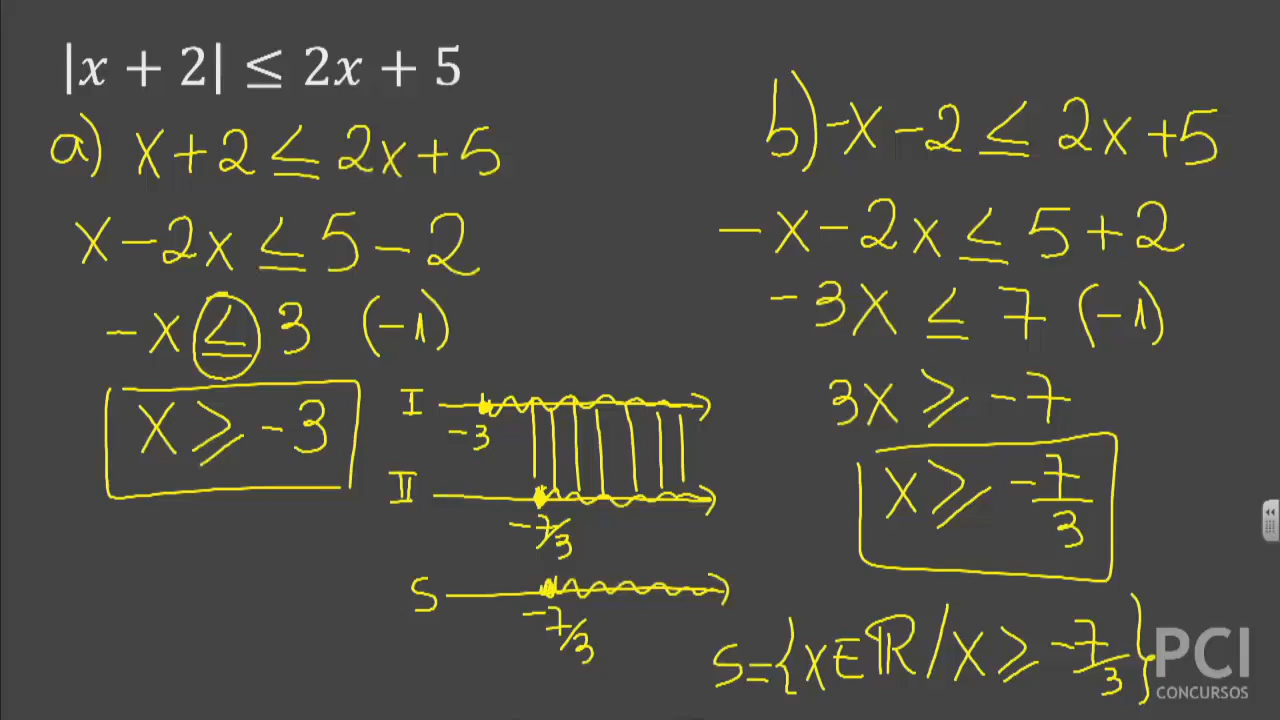 |x + 2| ≤ 2x + 5
a) x+2 ≤ 2x+5
x-2x ≤ 5-2
-x ≤ 3 (-1)
x ≥ -3
b) -x-2 ≤ 2x+5
-x-2x ≤ 5+2
-3x ≤ 7 (-1)
3x ≥ -7
x ≥ -7/3
I
-3
II
-7/3
S
-7/3
S={x∈ℝ/x ≥ -7/3}
PCI
CONCURSOS